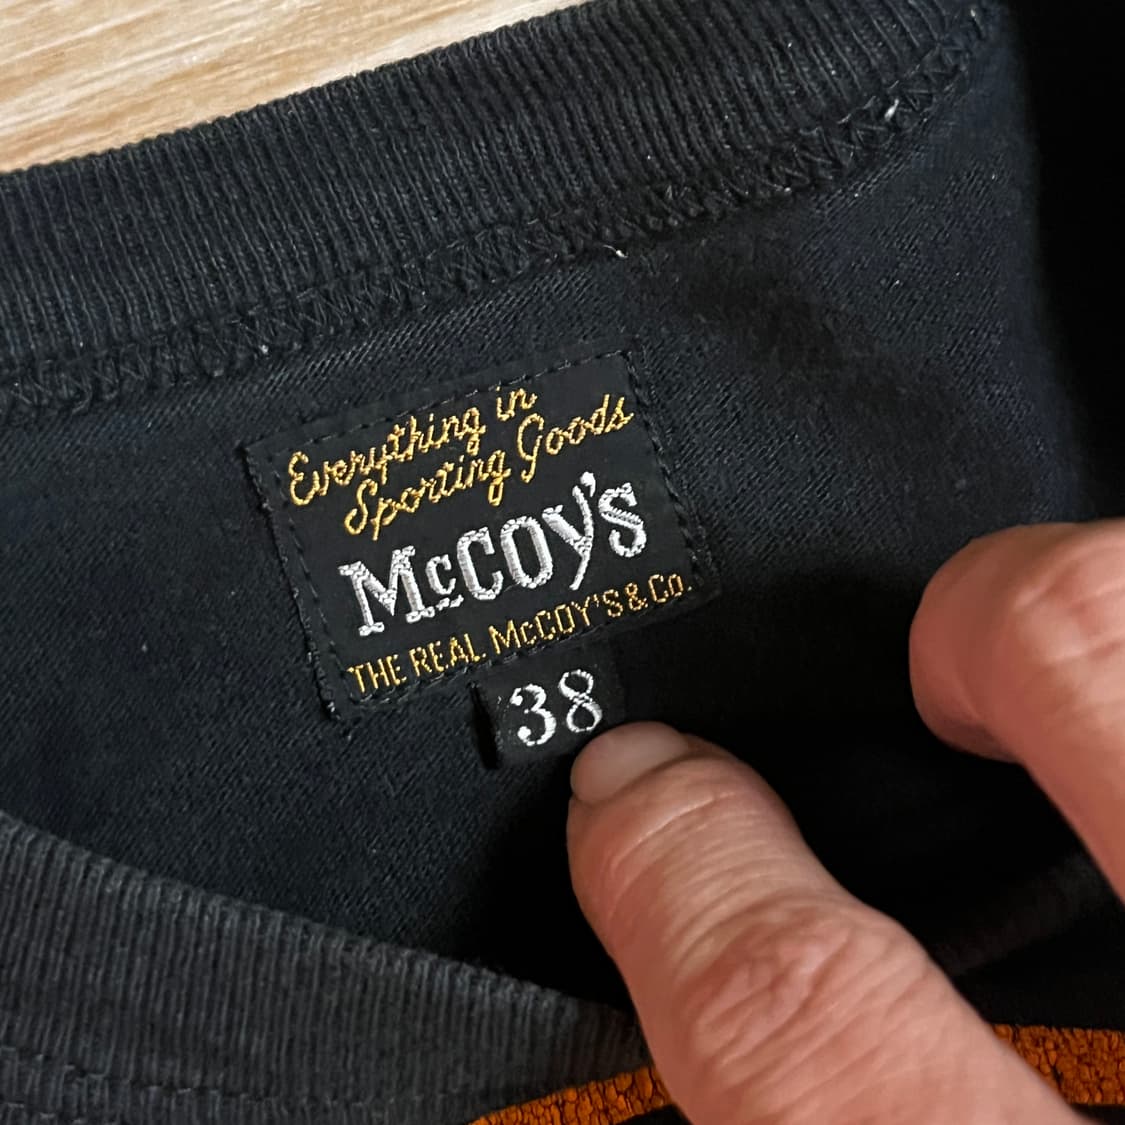 Everything in
Sporting Goods
McCOY'S
THE REAL McCOY'S & Co.
38